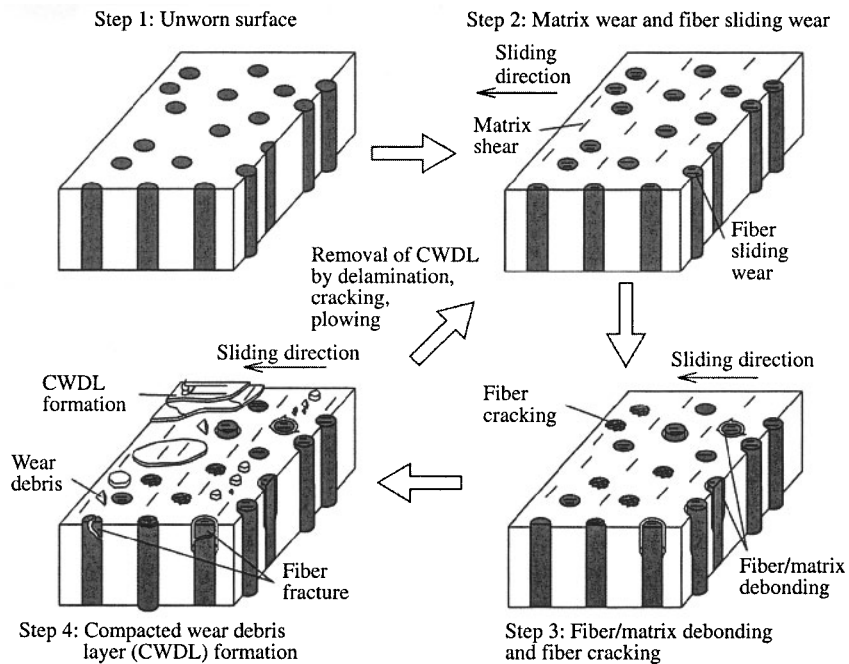 Step 1: Unworn surface
Step 2: Matrix wear and fiber sliding wear
Sliding
direction
Matrix
shear
Fiber
sliding
wear
Removal of CWDL
by delamination,
cracking,
plowing
Sliding direction
CWDL
formation
Wear
debris
Fiber
fracture
Step 4: Compacted wear debris
layer (CWDL) formation
Sliding direction
Fiber
cracking
Fiber/matrix
debonding
Step 3: Fiber/matrix debonding
and fiber cracking